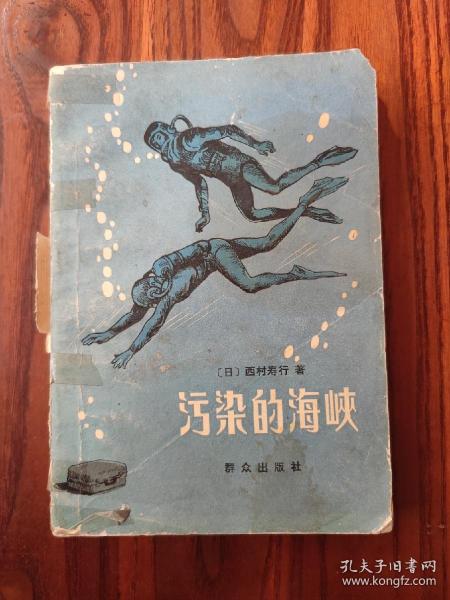 〔日〕西村寿行 著
污染的海峡
群众出版社
孔夫子旧书网
www.kongfz.com